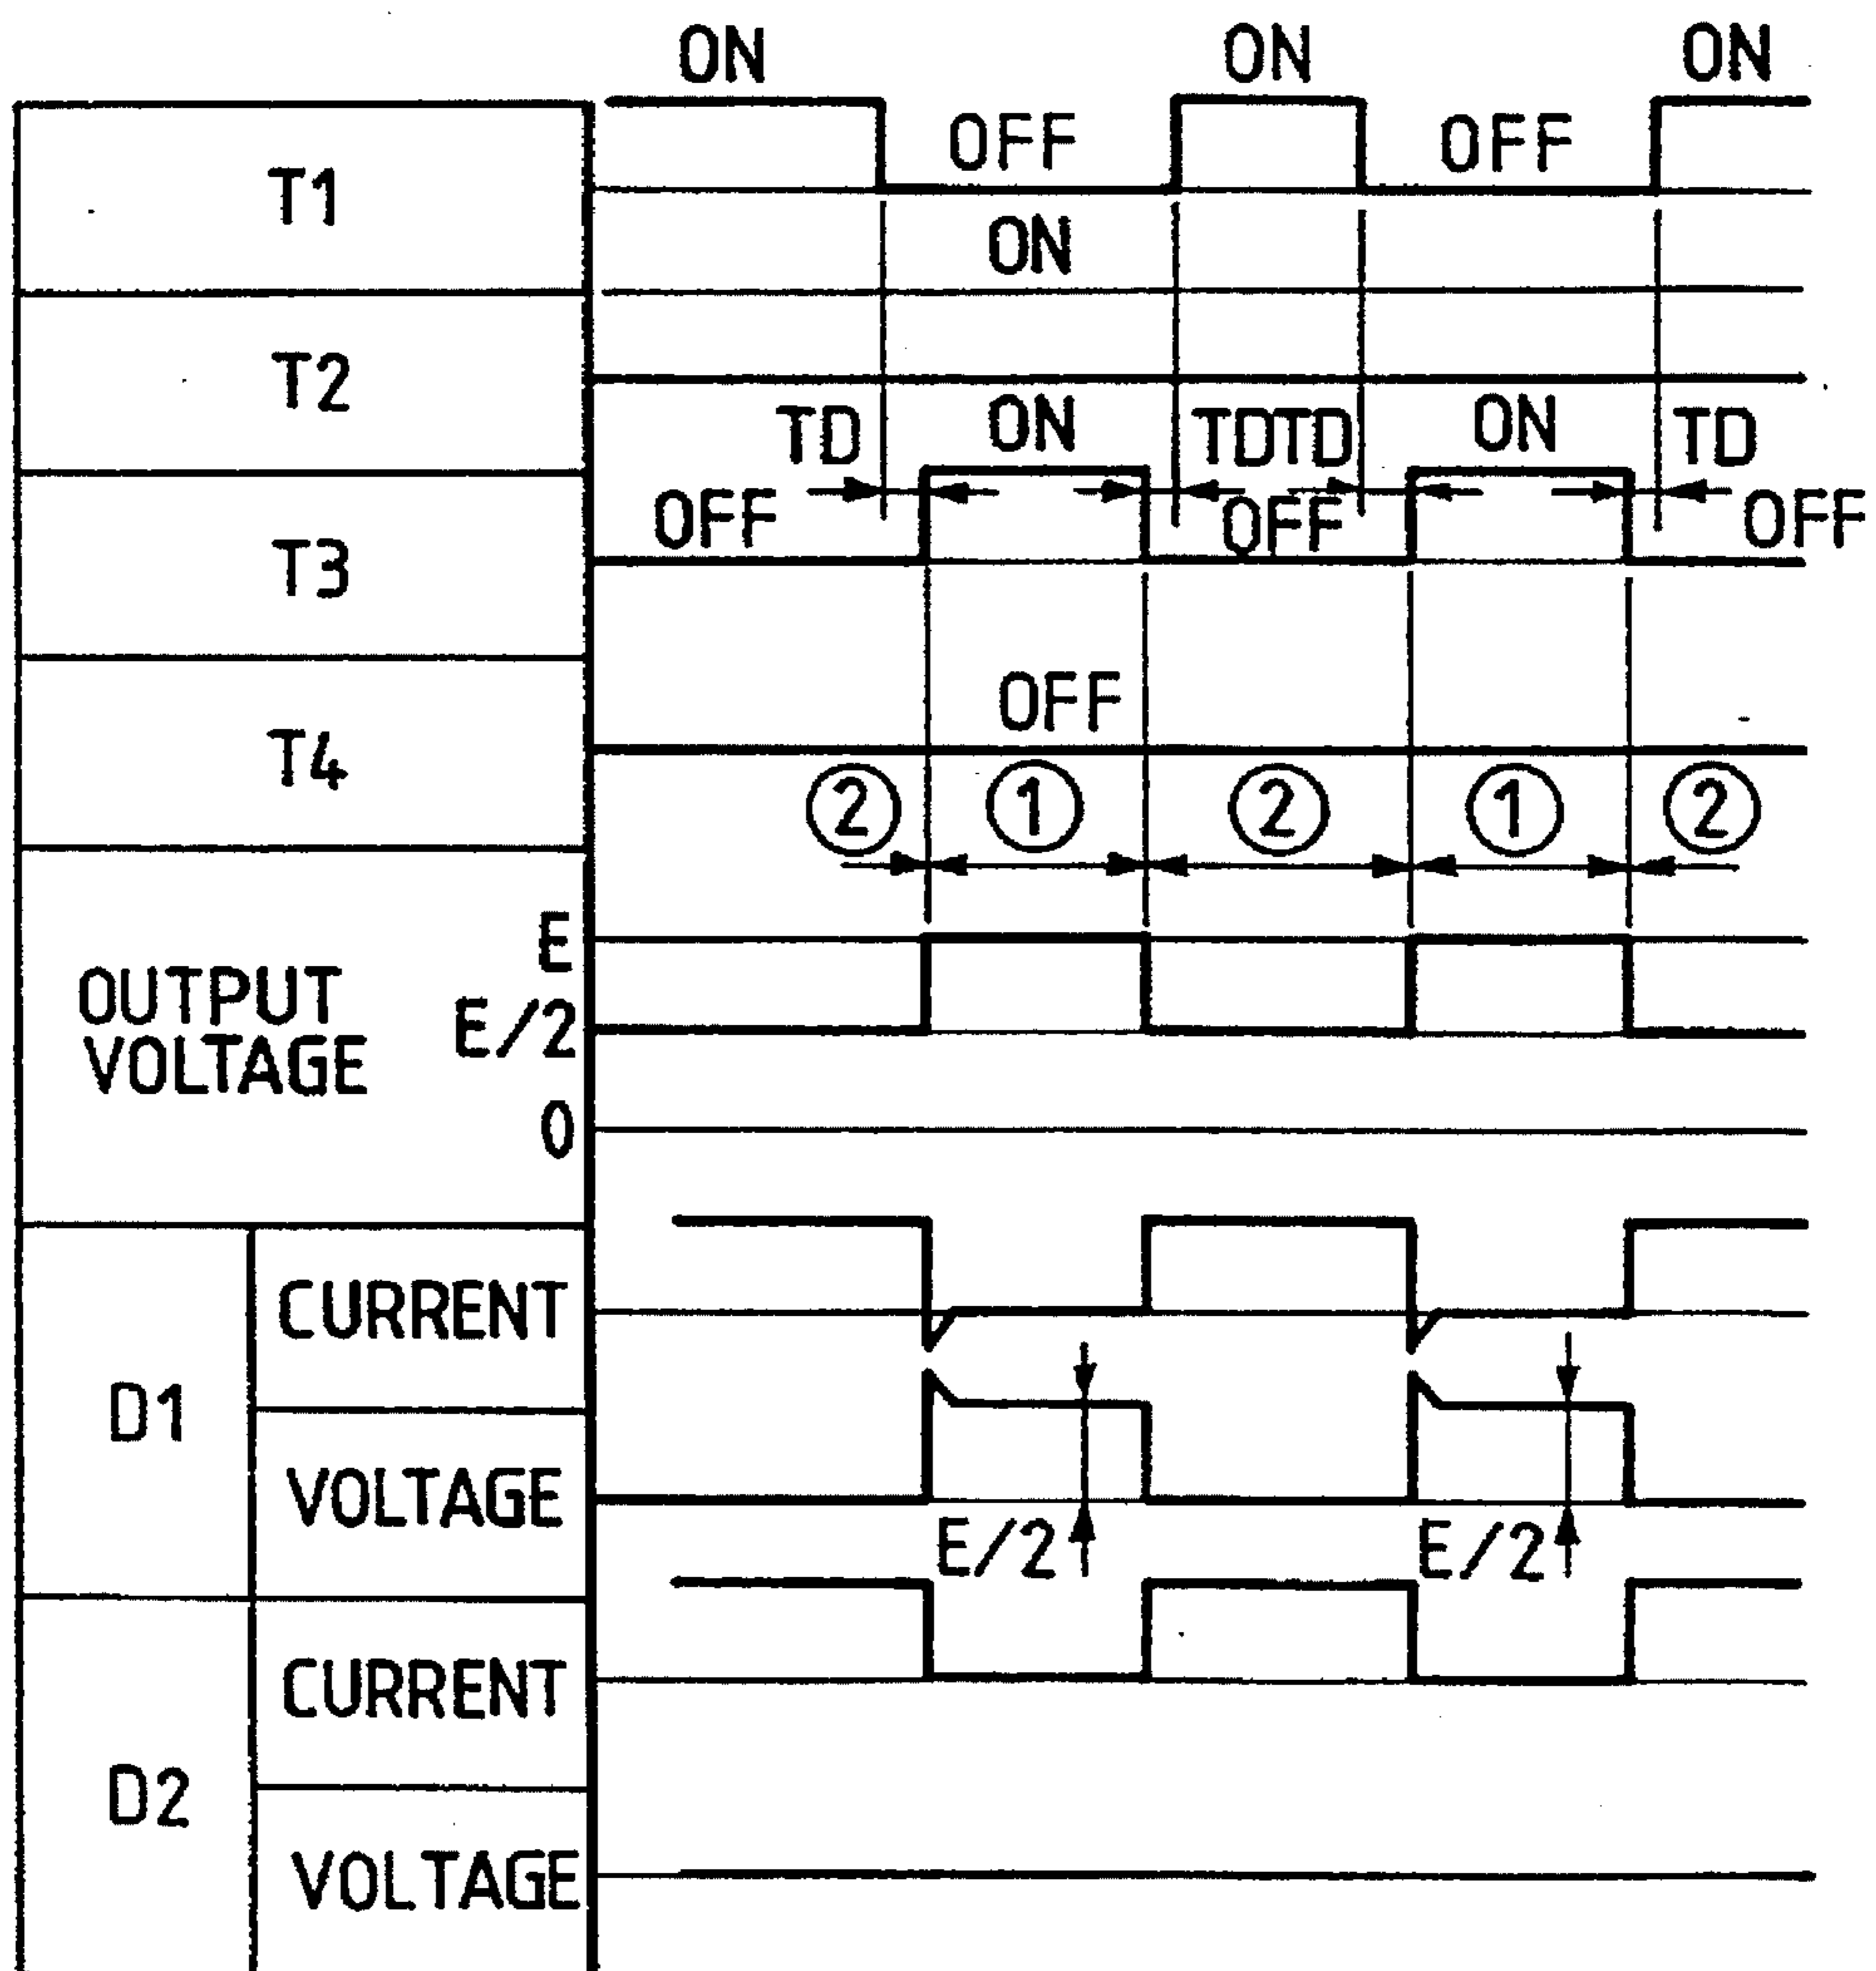 ON ON ON
T1 OFF OFF
ON
T2
TD ON TDTD ON TD
T3 OFF OFF OFF
T4 OFF
② ① ② ① ②
OUTPUT
VOLTAGE
E
E/2
0
D1
CURRENT
VOLTAGE
E/2 E/2
D2
CURRENT
VOLTAGE